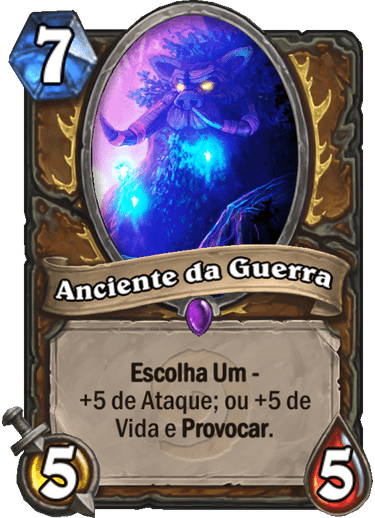 7
Anciente da Guerra
Escolha Um -
+5 de Ataque; ou +5 de
Vida e Provocar.
5
5